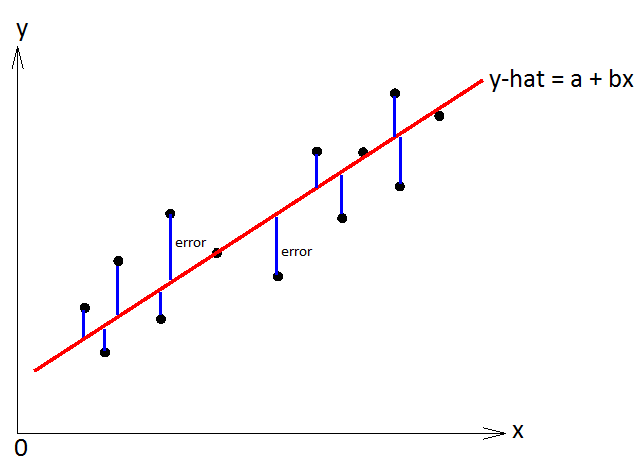 y
y-hat = a + bx
error
error
x
0